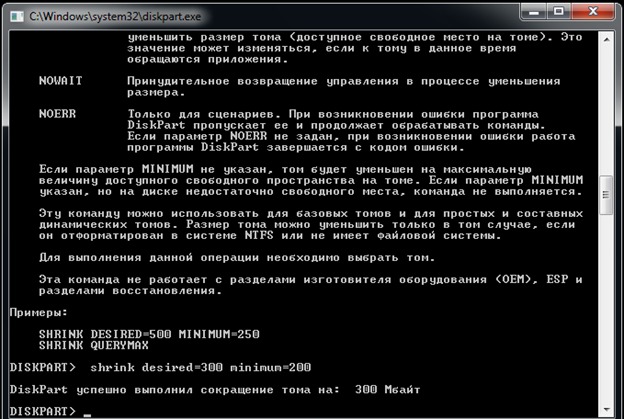 C:\Windows\system32\diskpart.exe
уменьшить размер тома (доступное свободное место на томе). Это
значение может изменяться, если к тому в данное время
обращаются приложения.
NOWAIT Принудительное возвращение управления в процессе уменьшения
размера.
NOERR Только для сценариев. При возникновении ошибки программа
DiskPart пропускает ее и продолжает обрабатывать команды.
Если параметр NOERR не задан, при возникновении ошибки работа
программы DiskPart завершается с кодом ошибки.
Если параметр MINIMUM не указан, том будет уменьшен на максимальную
величину доступного свободного пространства на томе. Если параметр MINIMUM
указан, но на диске недостаточно свободного места, команда не выполняется.
Эту команду можно использовать для базовых томов и для простых и составных
динамических томов. Размер тома можно уменьшить только в том случае, если
он отформатирован в системе NTFS или не имеет файловой системы.
Для выполнения данной операции необходимо выбрать том.
Эта команда не работает с разделами изготовителя оборудования (OEM), ESP и
разделами восстановления.
Примеры:
SHRINK DESIRED=500 MINIMUM=250
SHRINK QUERYMAX
DISKPART> shrink desired=300 minimum=200
DiskPart успешно выполнил сокращение тома на: 300 Mбайт
DISKPART> _